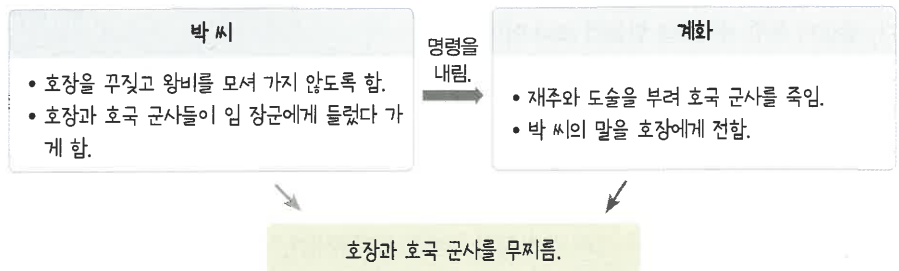 박 씨
• 호장을 꾸짖고 왕비를 모셔 가지 않도록 함.
• 호장과 호국 군사들이 임 장군에게 들렀다 가
게 함.
명령을
내림.
계화
• 재주와 도술을 부려 호국 군사를 죽임.
• 박 씨의 말을 호장에게 전함.
호장과 호국 군사를 무찌름.